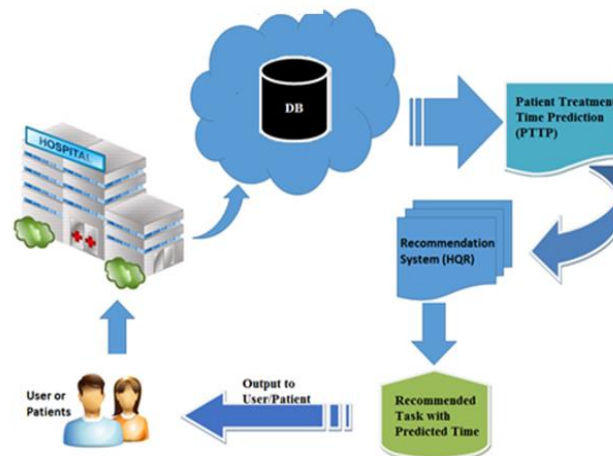 HOSPITAL
DB
Patient Treatment
Time Prediction
(PTTP)
Recommendation
System (HQR)
User or
Patients
Output to
User/Patient
Recommended
Task with
Predicted Time